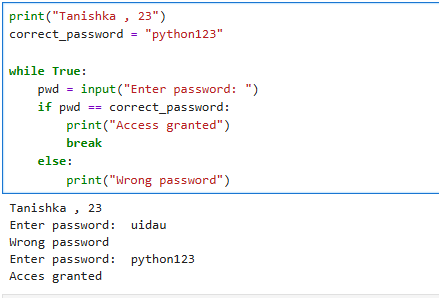 print("Tanishka , 23")
correct_password = "python123"
while True:
    pwd = input("Enter password: ")
    if pwd == correct_password:
        print("Access granted")
        break
    else:
        print("Wrong password")
Tanishka , 23
Enter password:  uidau
Wrong password
Enter password:  python123
Acces granted